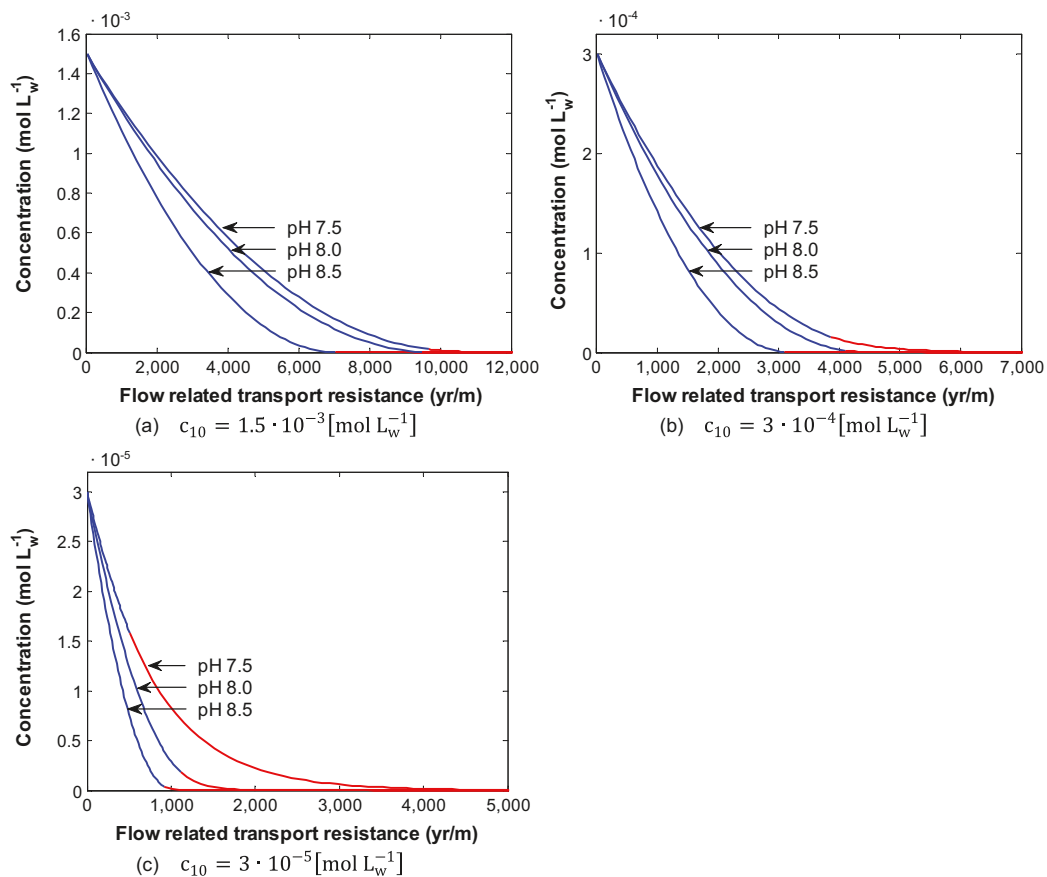 · 10⁻³
1.6
1.4
1.2
1
0.8
0.6
0.4
0.2
0
Concentration (mol L_w⁻¹)
pH 7.5
pH 8.0
pH 8.5
0 2,000 4,000 6,000 8,000 10,000 12,000
Flow related transport resistance (yr/m)
(a) c₁₀ = 1.5 · 10⁻³[mol L_w⁻¹]
· 10⁻⁴
3
2
1
0
Concentration (mol L_w⁻¹)
pH 7.5
pH 8.0
pH 8.5
0 1,000 2,000 3,000 4,000 5,000 6,000 7,000
Flow related transport resistance (yr/m)
(b) c₁₀ = 3 · 10⁻⁴[mol L_w⁻¹]
· 10⁻⁵
3
2.5
2
1.5
1
0.5
0
Concentration (mol L_w⁻¹)
pH 7.5
pH 8.0
pH 8.5
0 1,000 2,000 3,000 4,000 5,000
Flow related transport resistance (yr/m)
(c) c₁₀ = 3 · 10⁻⁵[mol L_w⁻¹]